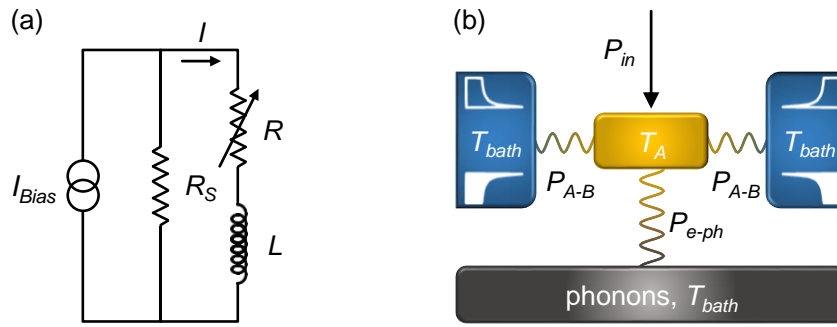 (a)
I
R
I_Bias
R_S
L
(b)
P_in
T_bath
T_A
T_bath
P_A-B
P_A-B
P_e-ph
phonons, T_bath